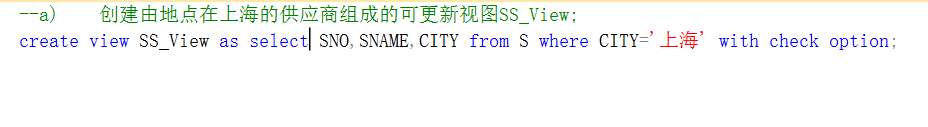 --a)    创建由地点在上海的供应商组成的可更新视图SS_View;
create view SS_View as select SNO,SNAME,CITY from S where CITY='上海' with check option;